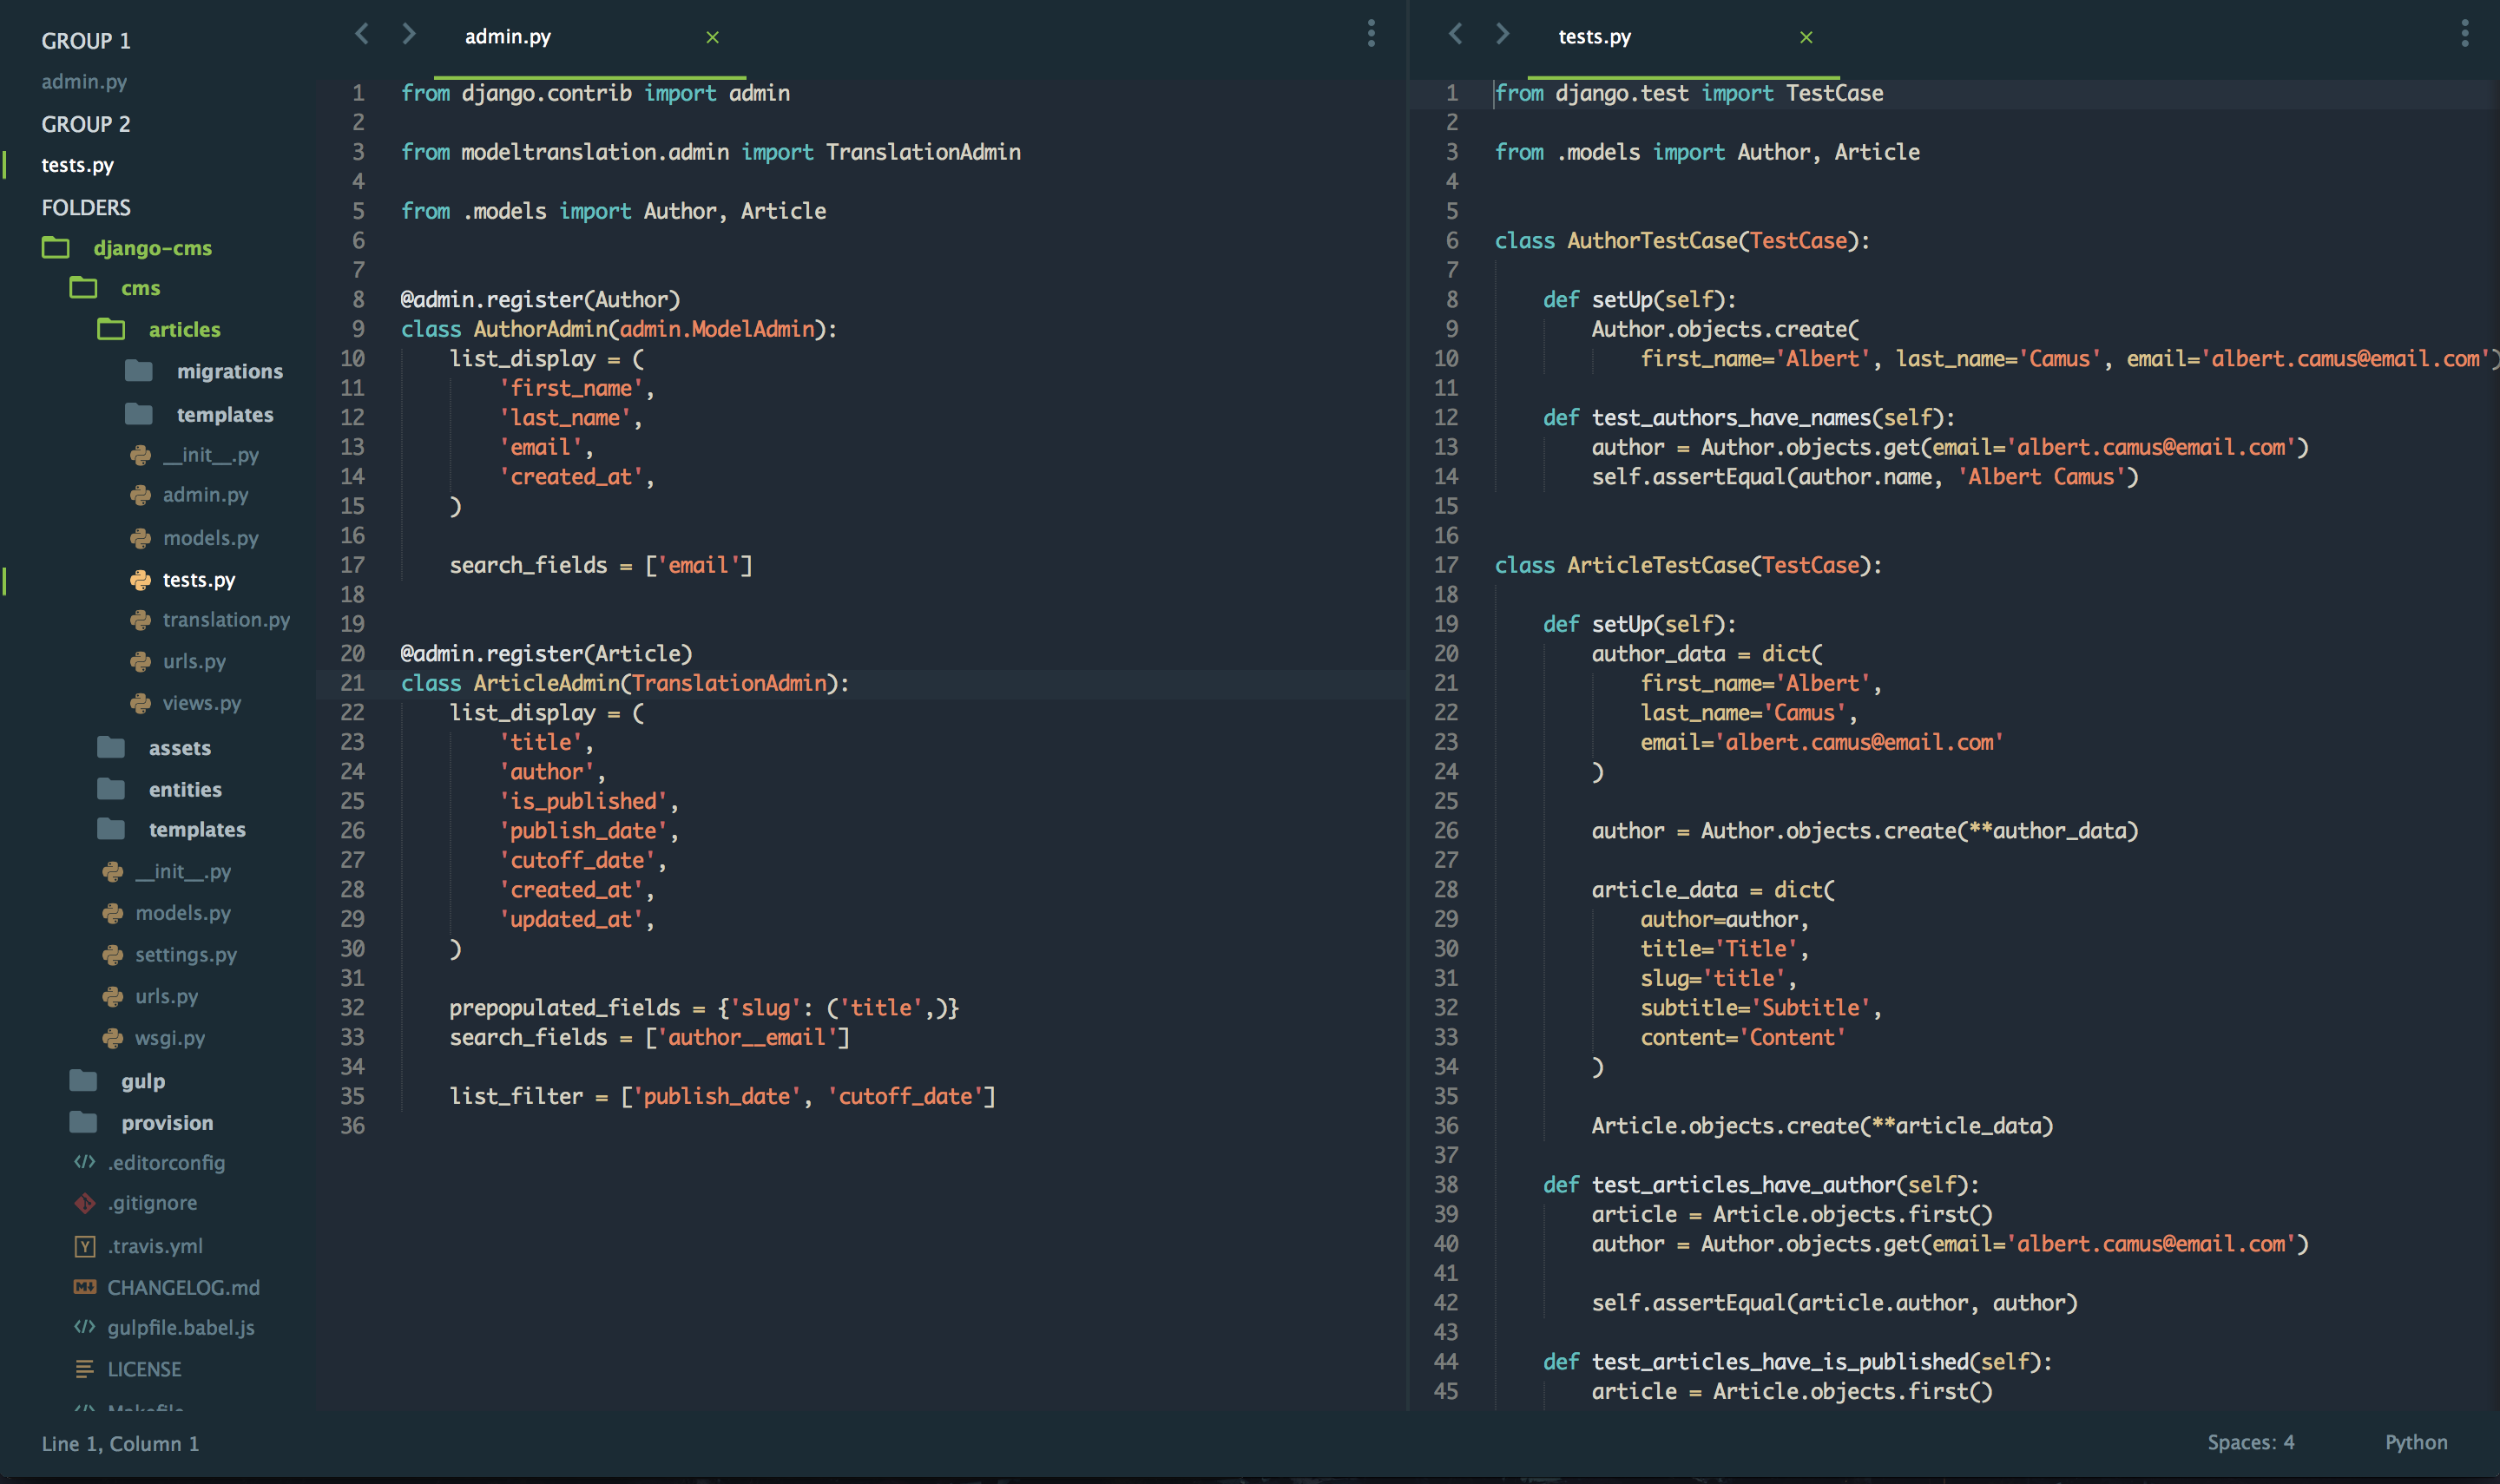 GROUP 1
admin.py
GROUP 2
tests.py
FOLDERS
django-cms
cms
articles
migrations
templates
__init__.py
admin.py
models.py
tests.py
translation.py
urls.py
views.py
assets
entities
templates
__init__.py
models.py
settings.py
urls.py
wsgi.py
gulp
provision
.editorconfig
.gitignore
.travis.yml
CHANGELOG.md
gulpfile.babel.js
LICENSE
Makefile
admin.py
1 from django.contrib import admin
2
3 from modeltranslation.admin import TranslationAdmin
4
5 from .models import Author, Article
6
7
8 @admin.register(Author)
9 class AuthorAdmin(admin.ModelAdmin):
10     list_display = (
11         'first_name',
12         'last_name',
13         'email',
14         'created_at',
15     )
16
17     search_fields = ['email']
18
19
20 @admin.register(Article)
21 class ArticleAdmin(TranslationAdmin):
22     list_display = (
23         'title',
24         'author',
25         'is_published',
26         'publish_date',
27         'cutoff_date',
28         'created_at',
29         'updated_at',
30     )
31
32     prepopulated_fields = {'slug': ('title',)}
33     search_fields = ['author__email']
34
35     list_filter = ['publish_date', 'cutoff_date']
36
tests.py
1 from django.test import TestCase
2
3 from .models import Author, Article
4
5
6 class AuthorTestCase(TestCase):
7
8     def setUp(self):
9         Author.objects.create(
10             first_name='Albert', last_name='Camus', email='albert.camus@email.com')
11
12     def test_authors_have_names(self):
13         author = Author.objects.get(email='albert.camus@email.com')
14         self.assertEqual(author.name, 'Albert Camus')
15
16
17 class ArticleTestCase(TestCase):
18
19     def setUp(self):
20         author_data = dict(
21             first_name='Albert',
22             last_name='Camus',
23             email='albert.camus@email.com'
24         )
25
26         author = Author.objects.create(**author_data)
27
28         article_data = dict(
29             author=author,
30             title='Title',
31             slug='title',
32             subtitle='Subtitle',
33             content='Content'
34         )
35
36         Article.objects.create(**article_data)
37
38     def test_articles_have_author(self):
39         article = Article.objects.first()
40         author = Author.objects.get(email='albert.camus@email.com')
41
42         self.assertEqual(article.author, author)
43
44     def test_articles_have_is_published(self):
45         article = Article.objects.first()
Line 1, Column 1
Spaces: 4
Python